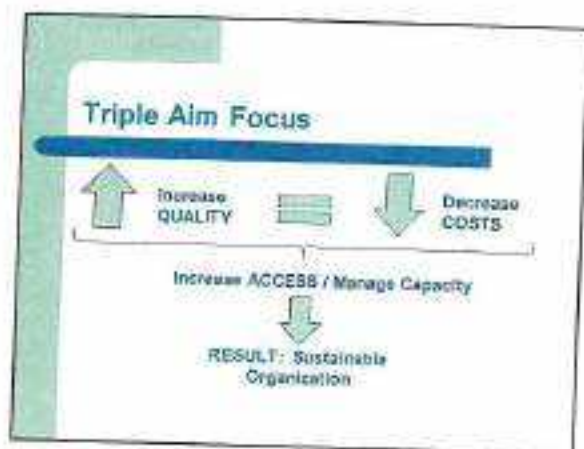 Triple Aim Focus
Increase
QUALITY
Decrease
COSTS
Increase ACCESS / Manage Capacity
RESULT: Sustainable
Organization